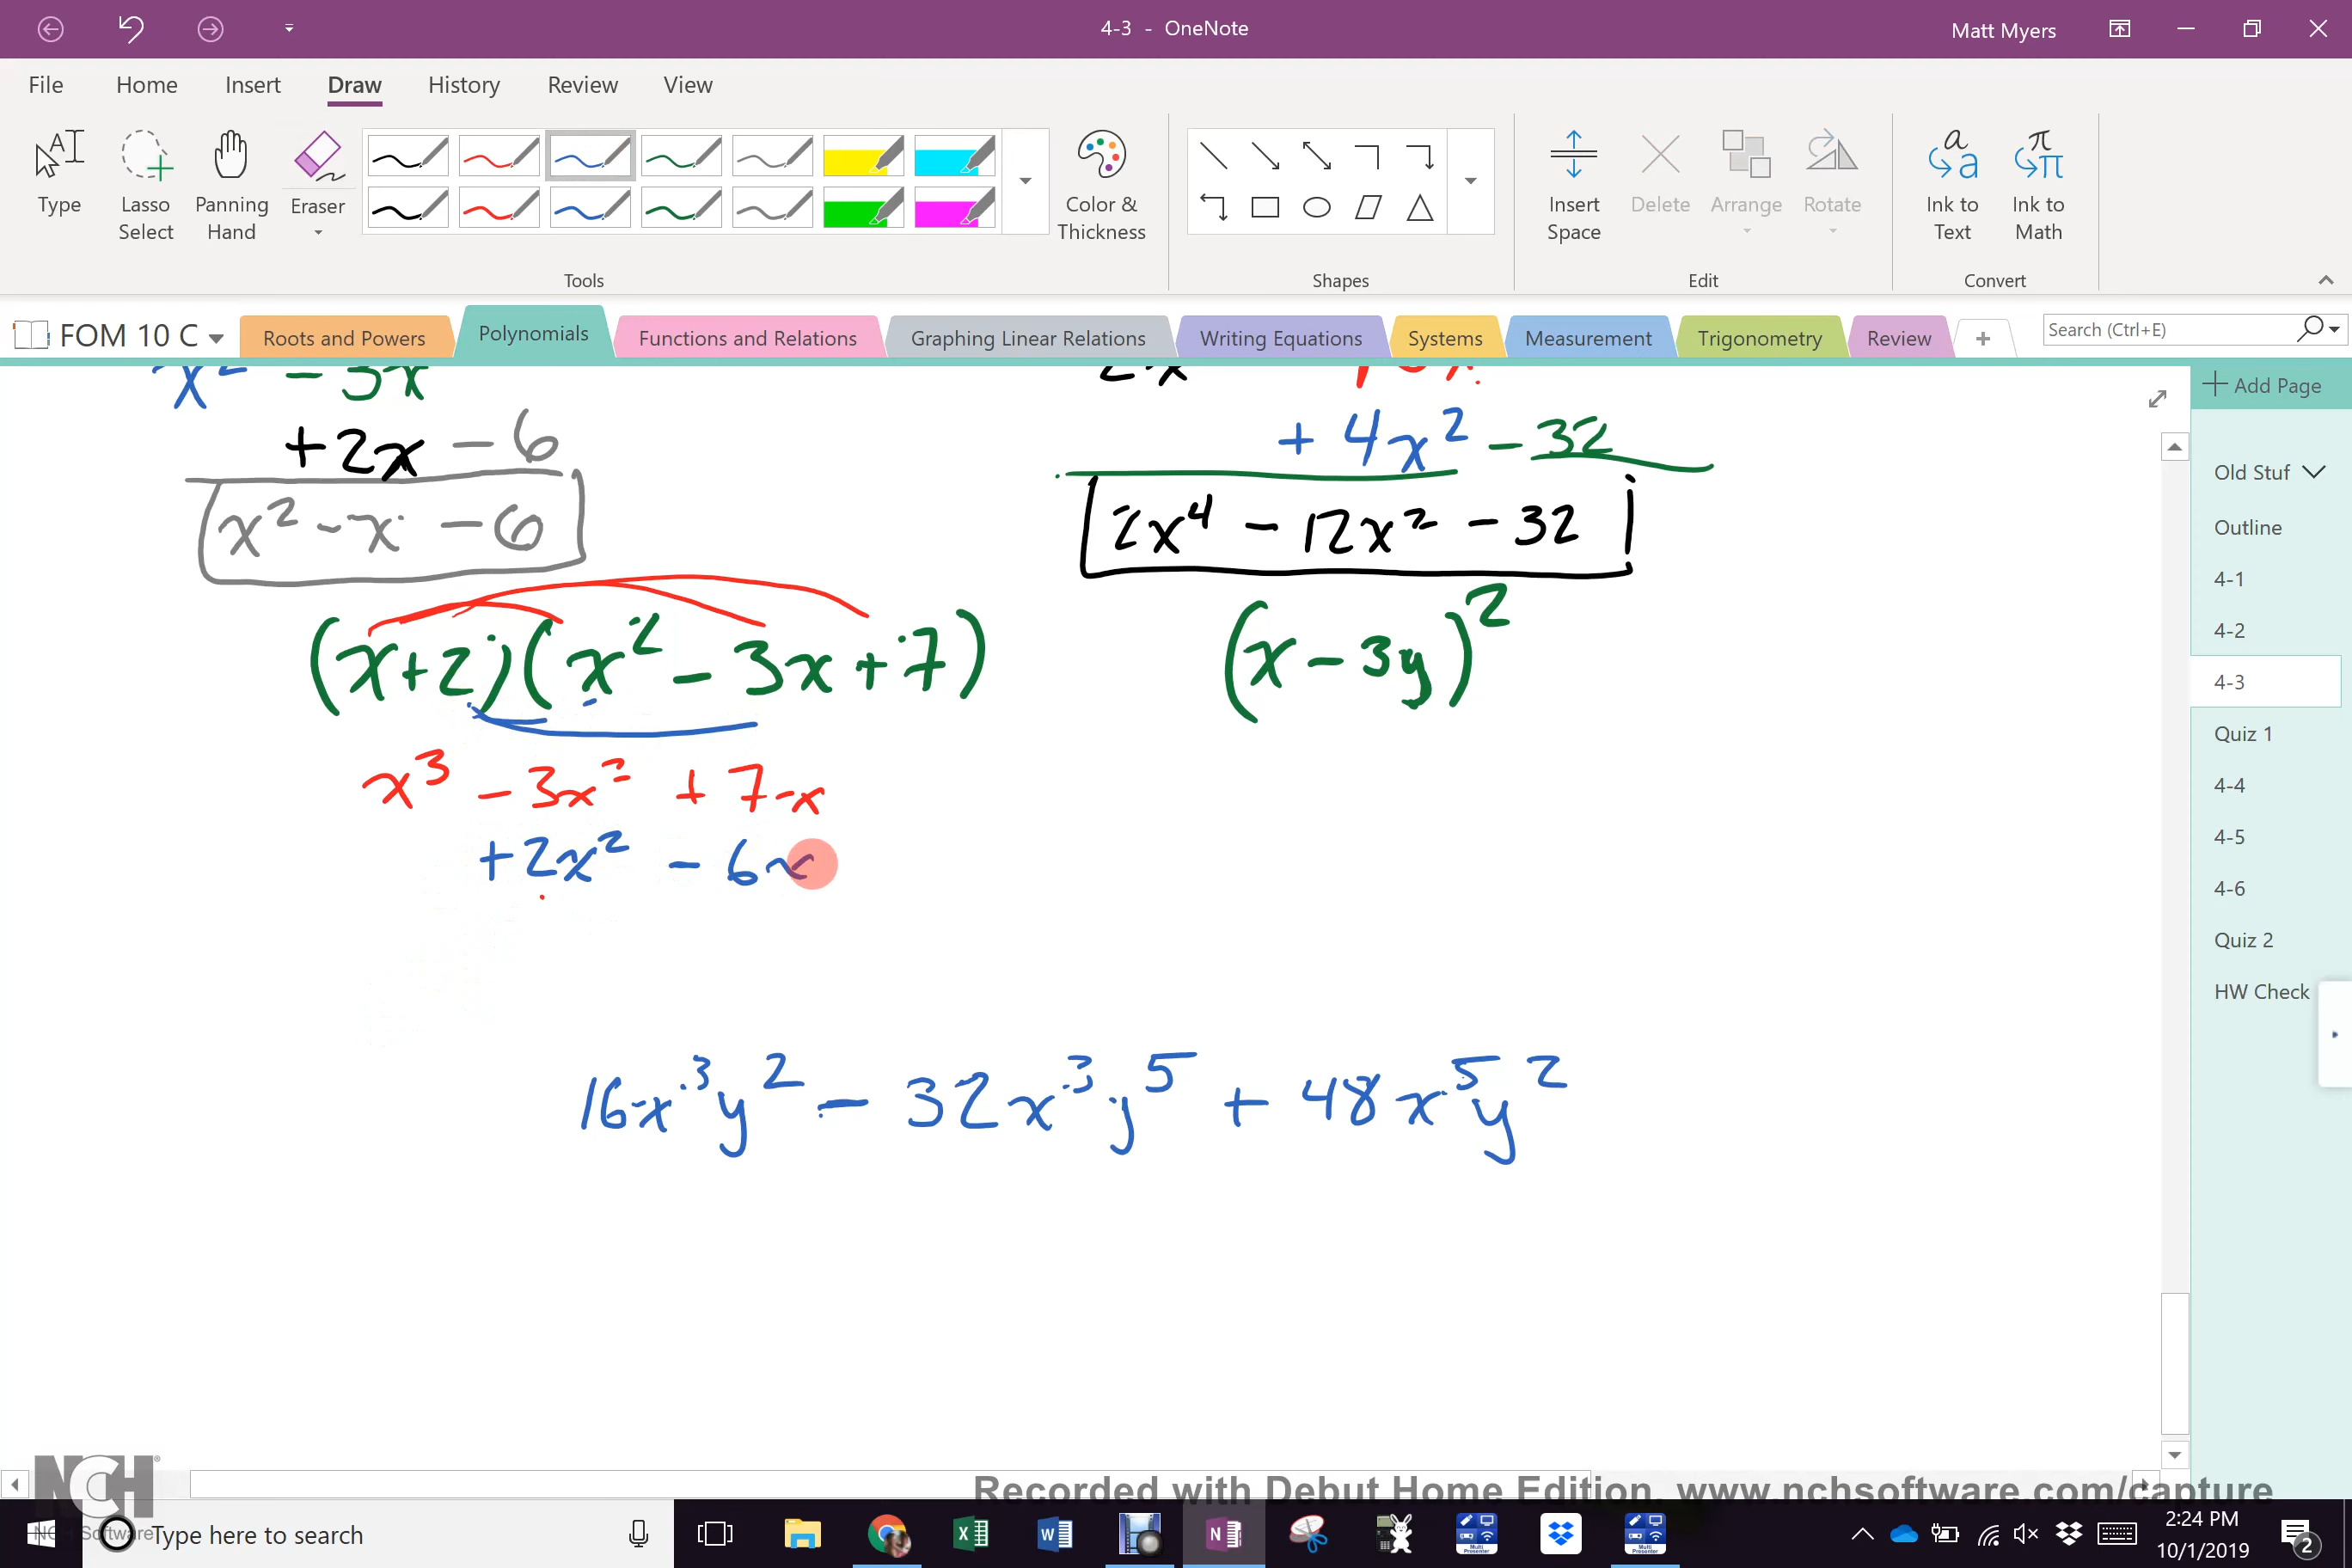 4-3 - OneNote
Matt Myers
File Home Insert Draw History Review View
Type
Lasso Select
Panning Hand
Eraser
Color & Thickness
Insert Space
Delete
Arrange
Rotate
Ink to Text
Ink to Math
Tools
Shapes
Edit
Convert
FOM 10 C
Roots and Powers
Polynomials
Functions and Relations
Graphing Linear Relations
Writing Equations
Systems
Measurement
Trigonometry
Review
Search (Ctrl+E)
Add Page
Old Stuf
Outline
4-1
4-2
4-3
Quiz 1
4-4
4-5
4-6
Quiz 2
HW Check
x² - 3x
+2x - 6
x² - x - 6
+ 4x² - 32
2x⁴ - 12x² - 32
(x+2)(x² - 3x + 7)
(x - 3y)²
x³ - 3x² + 7x
+2x² - 6x
16x³y² - 32x³y⁵ + 48x⁵y²
NCH®
NCH Software
Recorded with Debut Home Edition. www.nchsoftware.com/capture
Type here to search
2:24 PM
10/1/2019
2